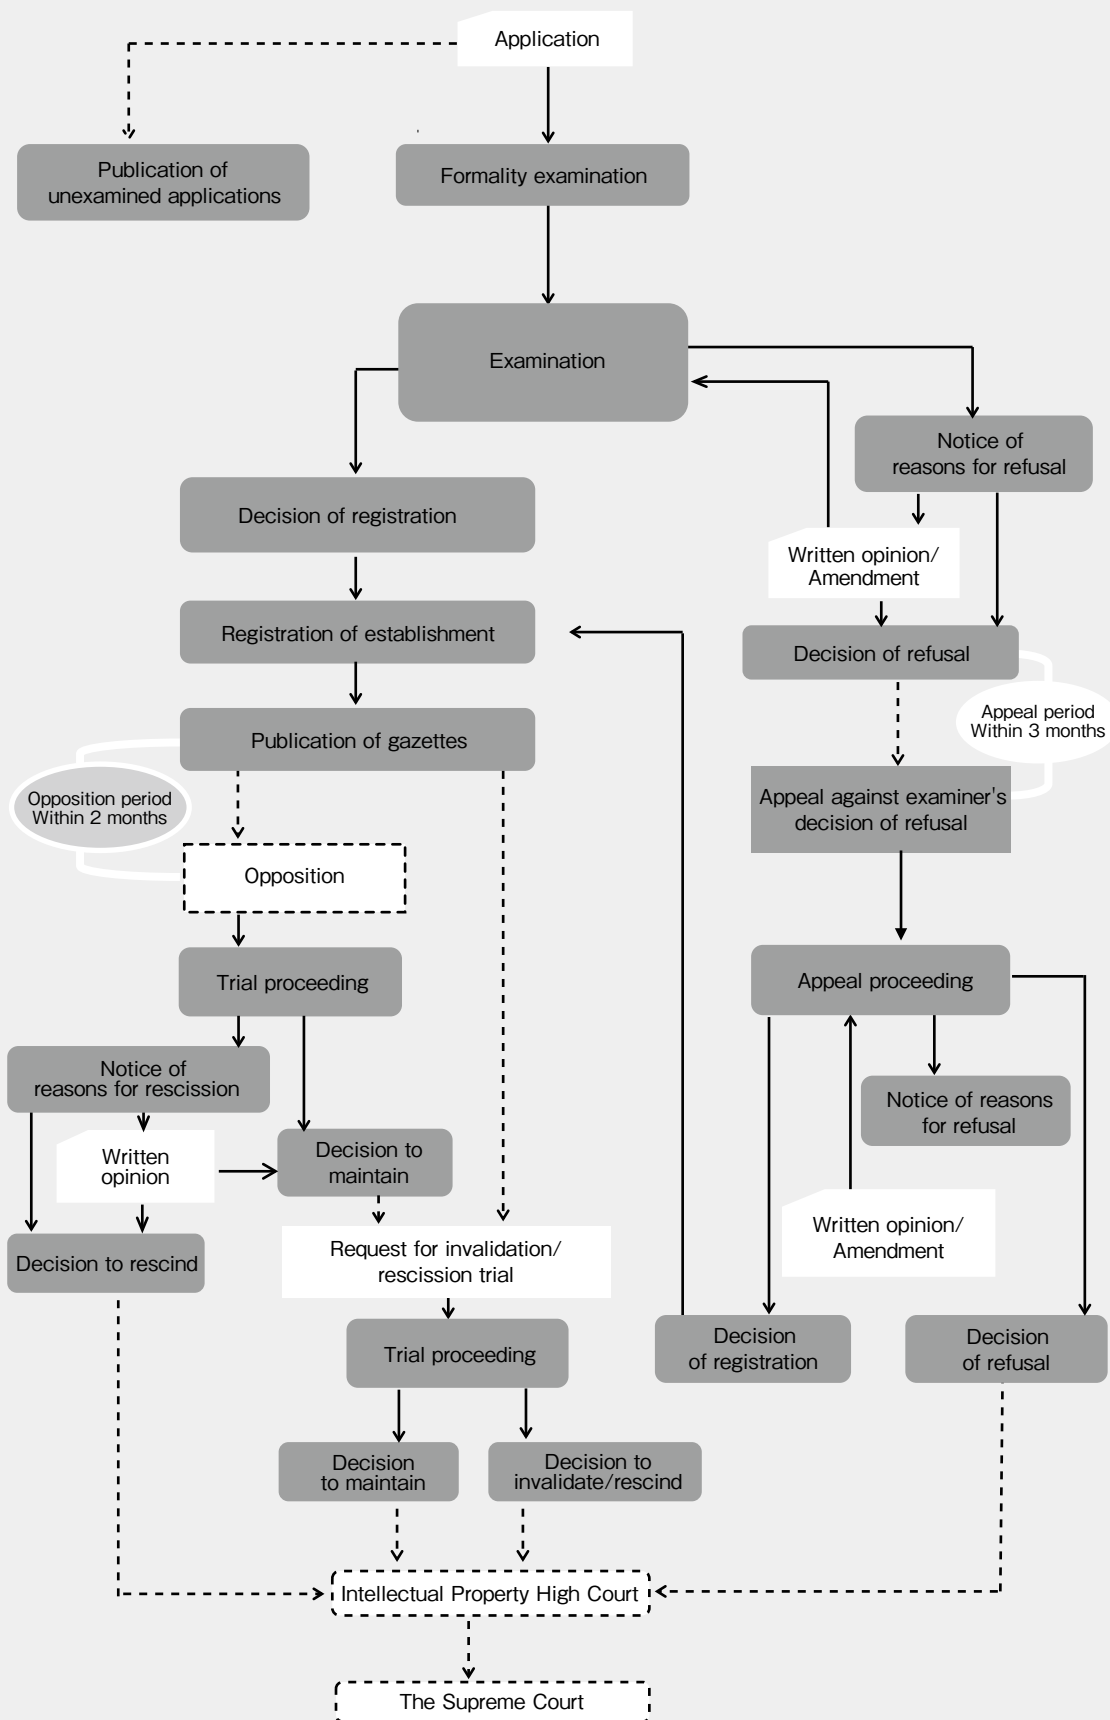 Application
Publication of
unexamined applications
Formality examination
Examination
Notice of
reasons for refusal
Decision of registration
Written opinion/
Amendment
Registration of establishment
Decision of refusal
Appeal period
Within 3 months
Publication of gazettes
Opposition period
Within 2 months
Appeal against examiner's
decision of refusal
Opposition
Trial proceeding
Appeal proceeding
Notice of
reasons for rescission
Notice of reasons
for refusal
Written
opinion
Decision to
maintain
Written opinion/
Amendment
Decision to rescind
Request for invalidation/
rescission trial
Trial proceeding
Decision
of registration
Decision
of refusal
Decision
to maintain
Decision to
invalidate/rescind
Intellectual Property High Court
The Supreme Court